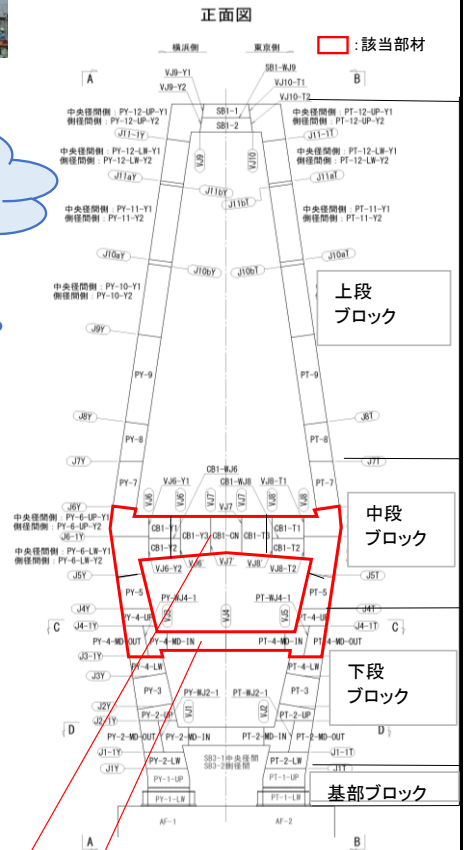 正面図
:該当部材
横浜側
東京側
SB1-WJ9
VJ9-Y1
VJ10-T1
A
B
VJ9-Y2
VJ10-T2
SB1-1
SB1-2
中央径間側：PY-12-UP-Y1
側径間側：PY-12-UP-Y2
中央径間側：PT-12-UP-Y1
側径間側：PT-12-UP-Y2
J11-1Y
J11-1T
中央径間側：PY-12-LW-Y1
側径間側：PY-12-LW-Y2
中央径間側：PT-12-LW-Y1
側径間側：PT-12-LW-Y2
VJ9
VJ10
J11aY
J11aT
J11bY
J11bT
中央径間側：PY-11-Y1
側径間側：PY-11-Y2
中央径間側：PT-11-Y1
側径間側：PT-11-Y2
J10aY
J10aT
J10bY
J10bT
中央径間側：PY-10-Y1
側径間側：PY-10-Y2
上段
ブロック
J9Y
PY-9
PT-9
J8Y
J8T
PY-8
PT-8
J7Y
J7T
PY-7
PT-7
CB1-WJ6
VJ6-Y1
CB1-WJ8
VJ8-T1
VJ6
VJ6'
VJ7'
VJ7
VJ7'
VJ8'
VJ8
J6Y
中央径間側：PY-6-UP-Y1
側径間側：PY-6-UP-Y2
J6-1Y
CB1-Y1
CB1-Y3
CB1-CN
CB1-T3
CB1-T1
CB1-Y2
CB1-T2
中段
ブロック
中央径間側：PY-6-LW-Y1
側径間側：PY-6-LW-Y2
VJ6-Y2
VJ6'
VJ7'
VJ8'
VJ8-T2
J5Y
J5T
PY-5
PT-5
PY-WJ4-1
PT-WJ4-1
J4Y
J4T
PY-4-UP
PT-4-UP
VJ3
VJ4
VJ5
C
C
J4-1Y
J4-1T
PY-4-MD-OUT
PY-4-MD-IN
PT-4-MD-IN
PT-4-MD-OUT
J3-1Y
PY-4-LW
PT-4-LW
下段
ブロック
J3Y
PY-3
PT-3
PY-WJ2-1
PT-WJ2-1
J2Y
PY-2-UP
PT-2-UP
VJ1
VJ2
J2-1Y
D
D
PY-2-MD-OUT
PY-2-MD-IN
PT-2-MD-IN
PT-2-MD-OUT
J1-1Y
J1-1T
PY-2-LW
PT-2-LW
SB3-1中央径間
SB3-2側径間
J1Y
J1T
PY-1-UP
PT-1-UP
基部ブロック
PY-1-LW
PT-1-LW
AF-1
AF-2
A
B